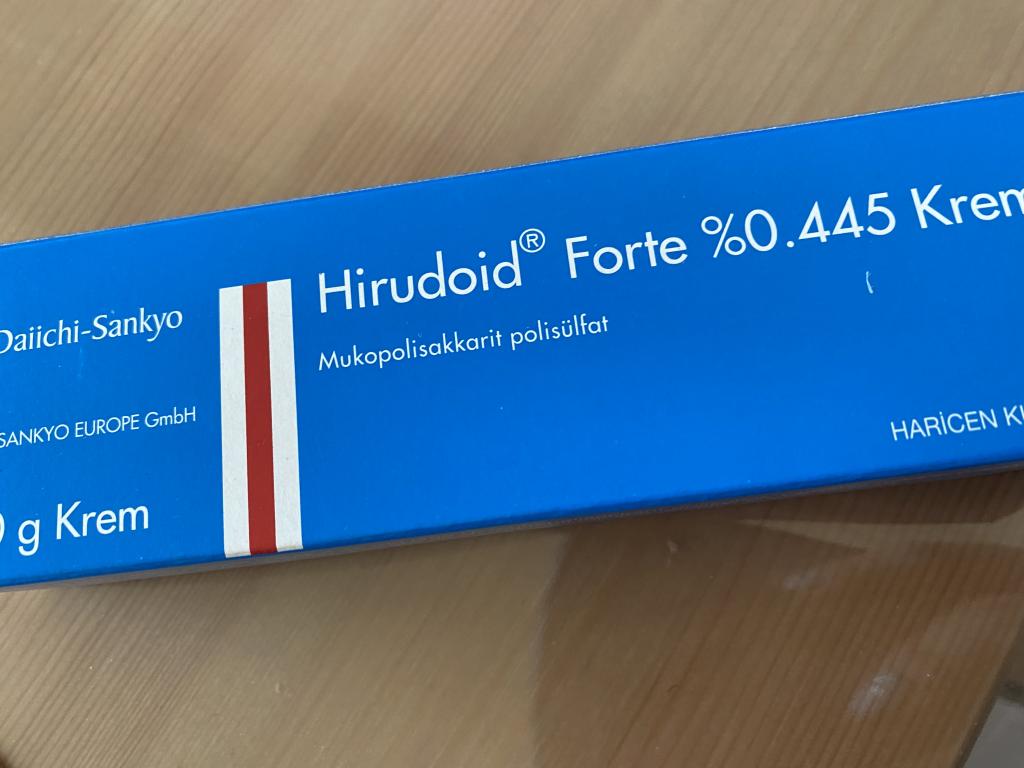 Daiichi-Sankyo
SANKYO EUROPE GmbH
g Krem
Hirudoid® Forte %0.445 Krem
Mukopolisakkarit polisülfat
HARİCEN